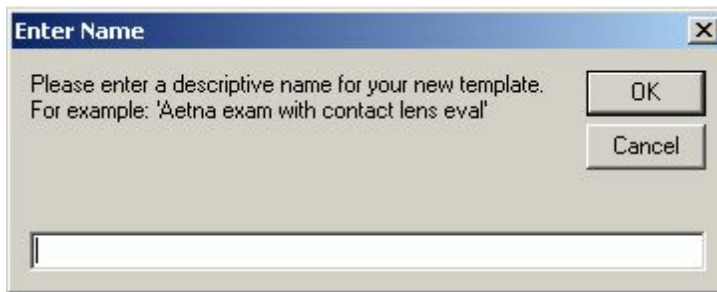 Enter Name
Please enter a descriptive name for your new template.
For example: 'Aetna exam with contact lens eval'
OK
Cancel